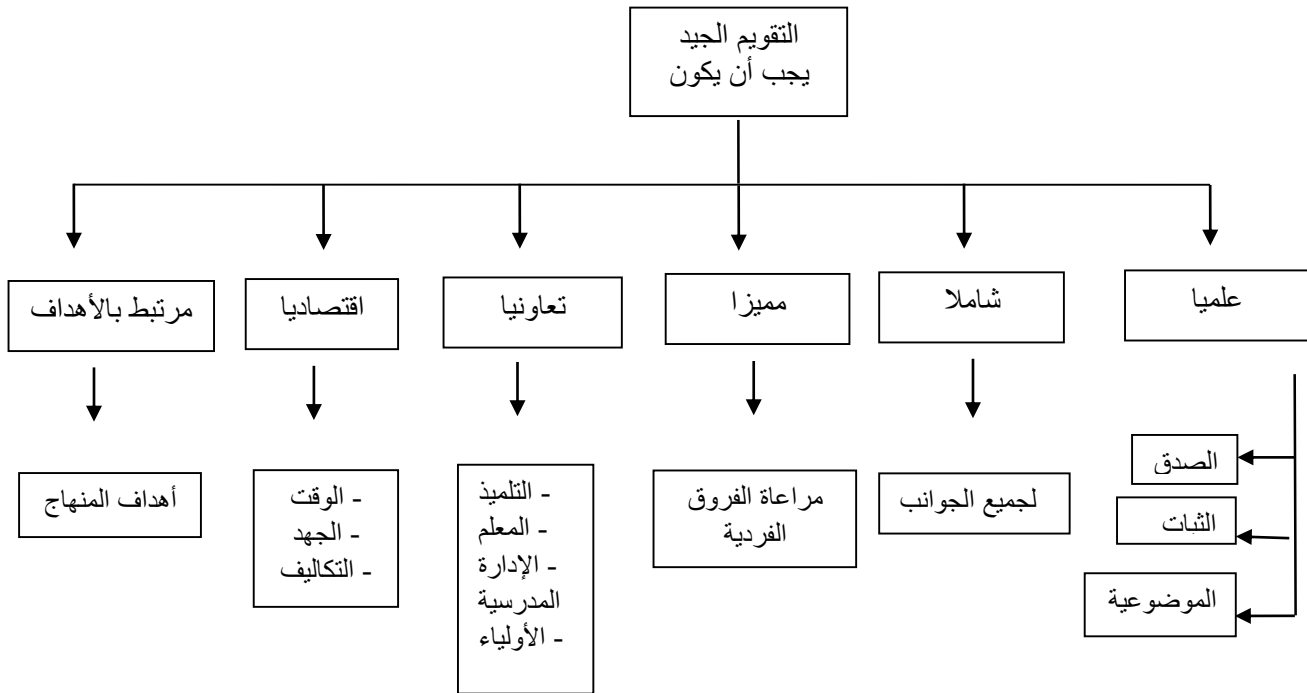 التقويم الجيد
يجب أن يكون
علميا
شاملا
مميزا
تعاونيا
اقتصاديا
مرتبط بالأهداف
الصدق
الثبات
الموضوعية
لجميع الجوانب
مراعاة الفروق
الفردية
- التلميذ
- المعلم
- الإدارة
المدرسية
- الأولياء
- الوقت
- الجهد
- التكاليف
أهداف المنهاج